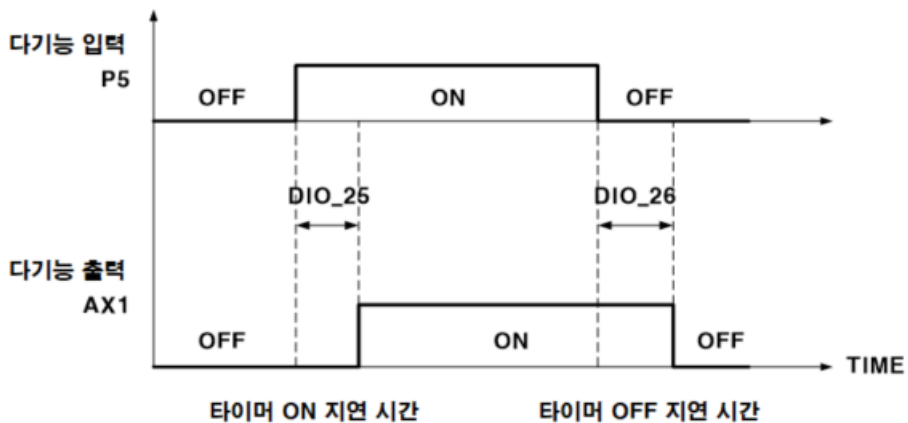 다기능 입력
P5
OFF
ON
OFF
DIO_25
DIO_26
다기능 출력
AX1
OFF
ON
OFF
TIME
타이머 ON 지연 시간
타이머 OFF 지연 시간